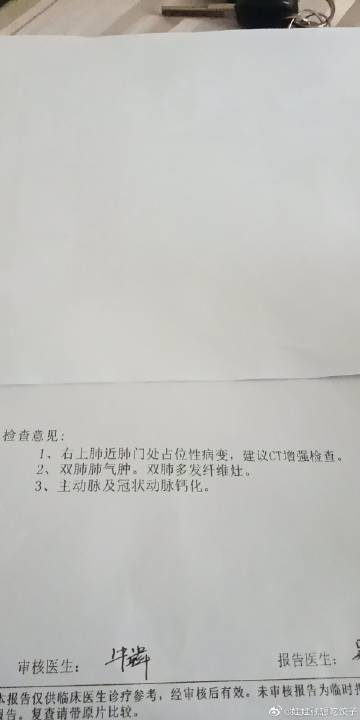 检查意见:
1、右上肺近肺门处占位性病变，建议CT增强检查。
2、双肺肺气肿。双肺多发纤维灶。
3、主动脉及冠状动脉钙化。
审核医生: 报告医生:
本报告仅供临床医生诊疗参考，经审核后有效。未审核报告为临时
报告。复查请带原片比较。